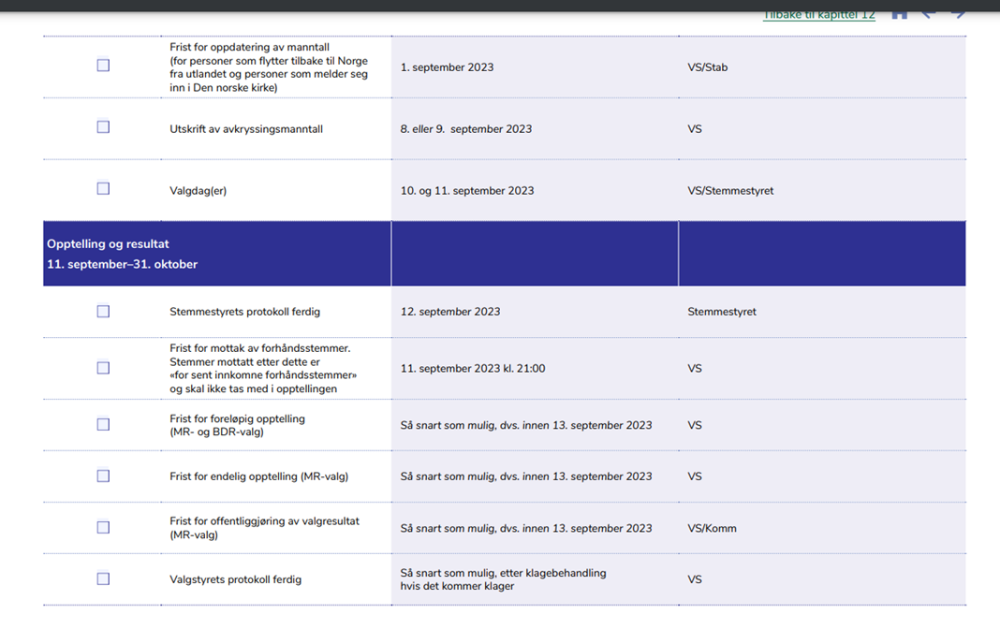 Tilbake til kapittel 12
Frist for oppdatering av manntall
(for personer som flytter tilbake til Norge
fra utlandet og personer som melder seg
inn i Den norske kirke)
1. september 2023
VS/Stab
Utskrift av avkryssingsmanntall
8. eller 9.  september 2023
VS
Valgdag(er)
10. og 11. september 2023
VS/Stemmestyret
Opptelling og resultat
11. september–31. oktober
Stemmestyrets protokoll ferdig
12. september 2023
Stemmestyret
Frist for mottak av forhåndsstemmer.
Stemmer mottatt etter dette er
«for sent innkomne forhåndsstemmer»
og skal ikke tas med i opptellingen
11. september 2023 kl. 21:00
VS
Frist for foreløpig opptelling
(MR- og BDR-valg)
Så snart som mulig, dvs. innen 13. september 2023
VS
Frist for endelig opptelling (MR-valg)
Så snart som mulig, dvs. innen 13. september 2023
VS
Frist for offentliggjøring av valgresultat
(MR-valg)
Så snart som mulig, dvs. innen 13. september 2023
VS/Komm
Valgstyrets protokoll ferdig
Så snart som mulig, etter klagebehandling
hvis det kommer klager
VS